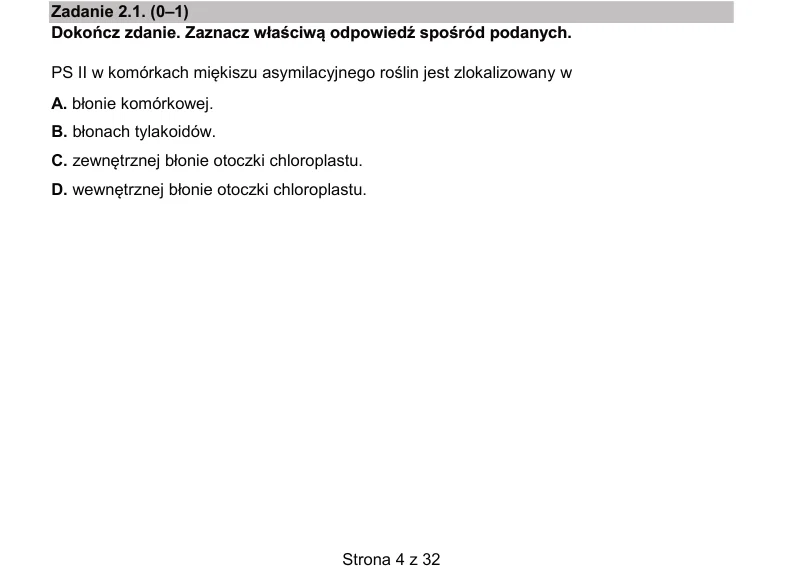 Zadanie 2.1. (0–1)
Dokończ zdanie. Zaznacz właściwą odpowiedź spośród podanych.
PS II w komórkach miękiszu asymilacyjnego roślin jest zlokalizowany w
A. błonie komórkowej.
B. błonach tylakoidów.
C. zewnętrznej błonie otoczki chloroplastu.
D. wewnętrznej błonie otoczki chloroplastu.
Strona 4 z 32